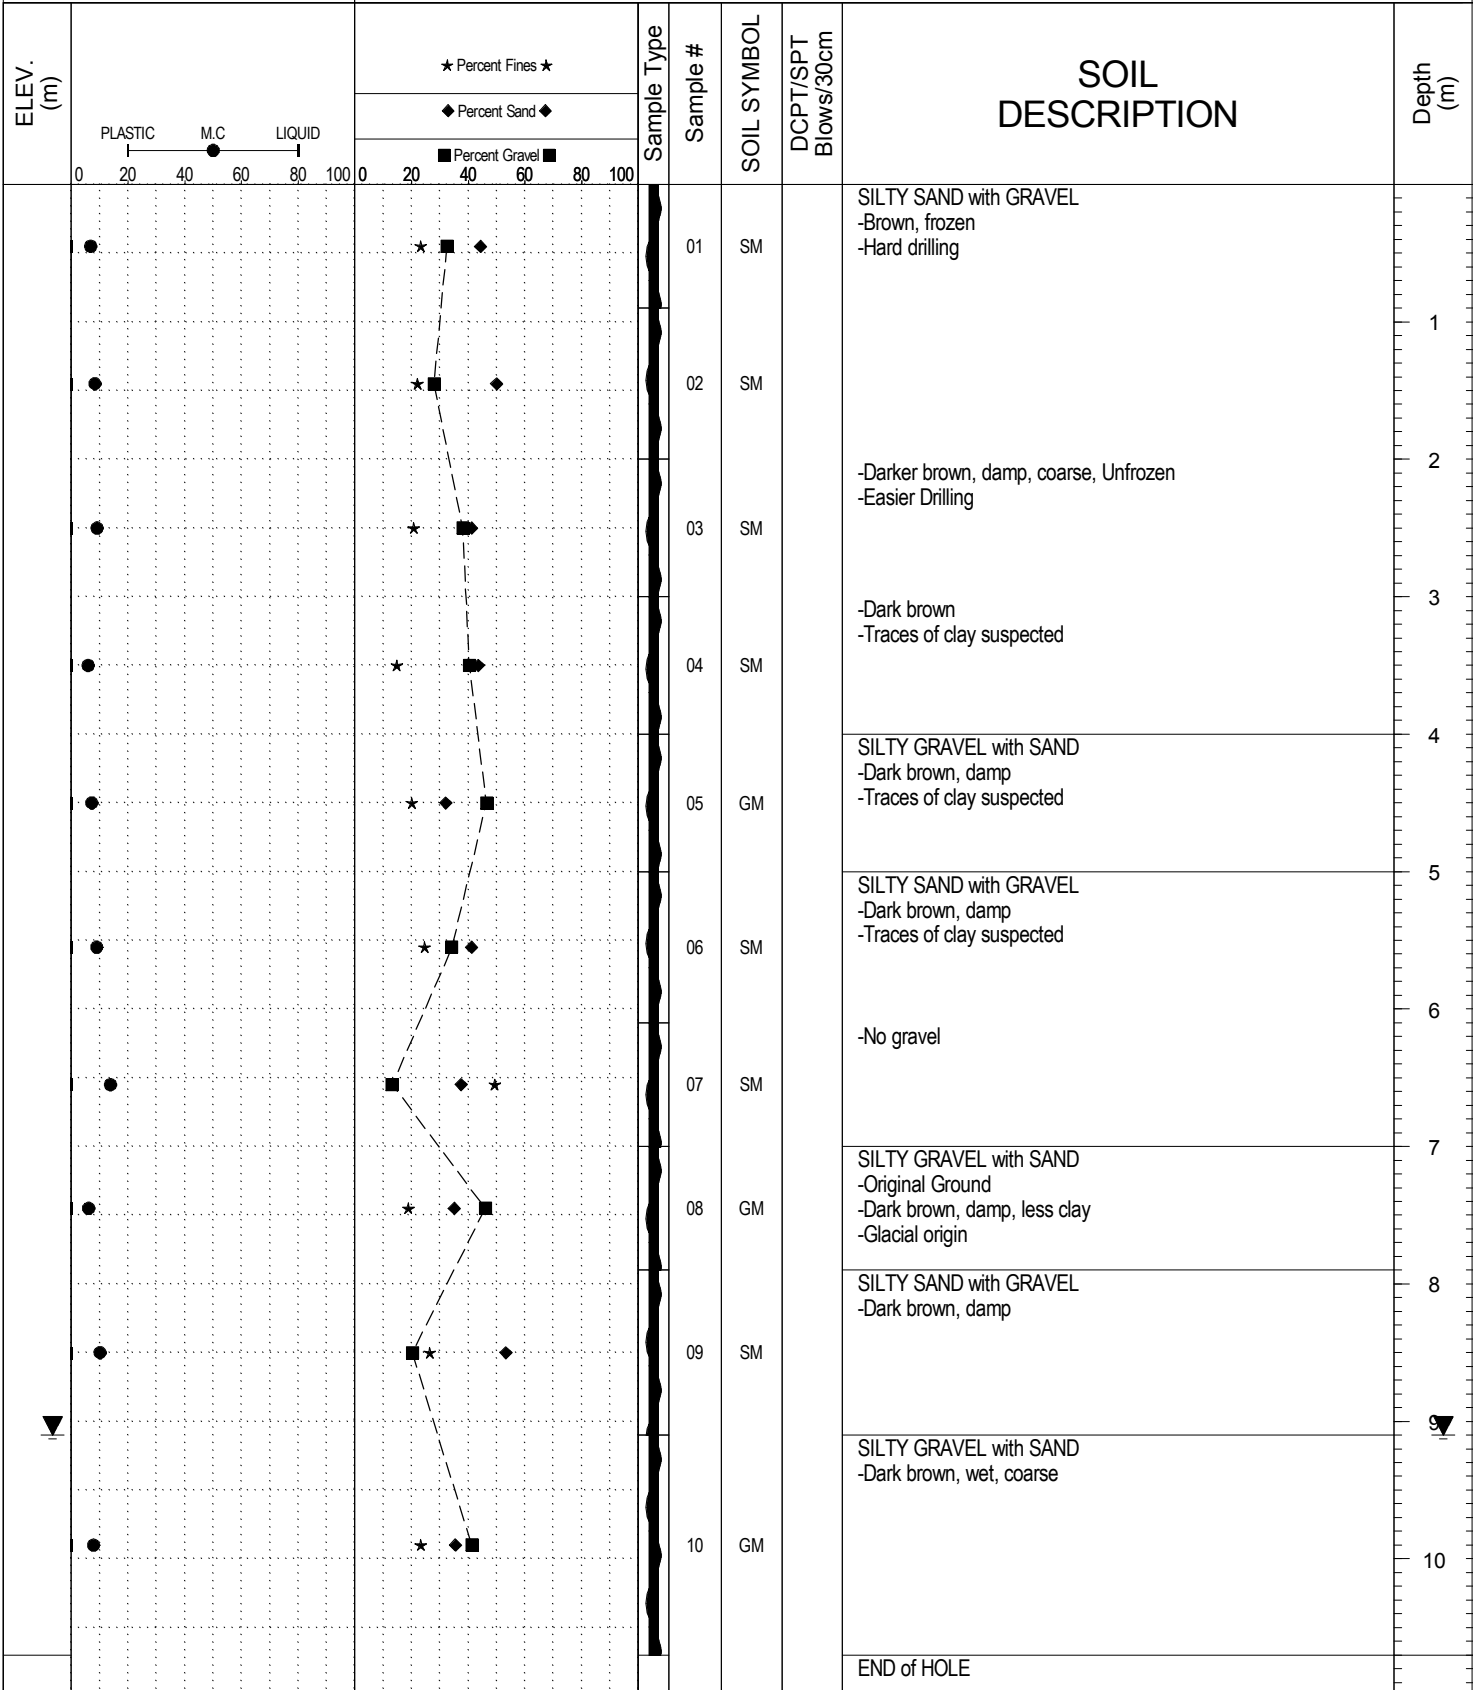 ELEV.
(m)
PLASTIC M.C LIQUID
0 20 40 60 80 100
★ Percent Fines ★
◆ Percent Sand ◆
■ Percent Gravel ■
0 20 40 60 80 100
Sample Type
Sample #
SOIL SYMBOL
DCPT/SPT
Blows/30cm
SOIL
DESCRIPTION
Depth
(m)
SILTY SAND with GRAVEL
-Brown, frozen
01 SM -Hard drilling
1
02 SM
2
-Darker brown, damp, coarse, Unfrozen
-Easier Drilling
03 SM
3
-Dark brown
-Traces of clay suspected
04 SM
4
SILTY GRAVEL with SAND
-Dark brown, damp
-Traces of clay suspected
05 GM
5
SILTY SAND with GRAVEL
-Dark brown, damp
-Traces of clay suspected
06 SM
6
-No gravel
07 SM
7
SILTY GRAVEL with SAND
-Original Ground
08 GM -Dark brown, damp, less clay
-Glacial origin
SILTY SAND with GRAVEL
8
-Dark brown, damp
09 SM
9
SILTY GRAVEL with SAND
-Dark brown, wet, coarse
10 GM
10
END of HOLE